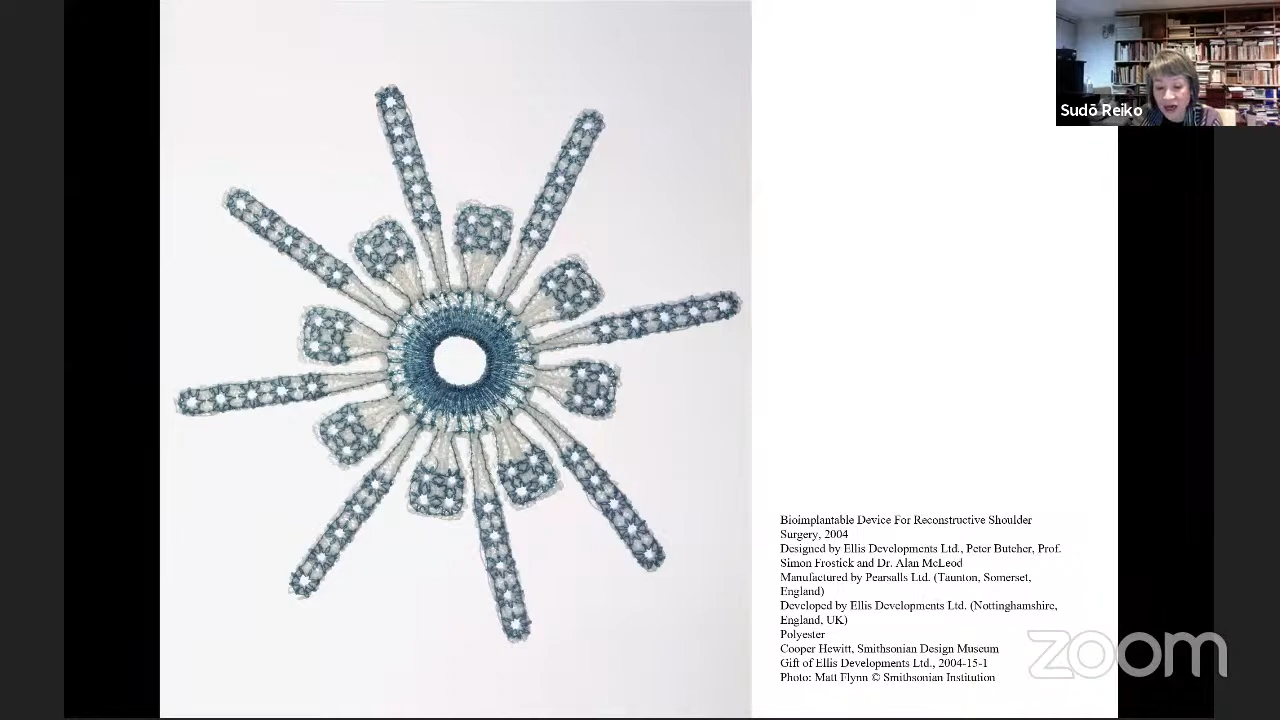 Sudō Reiko
Bioimplantable Device For Reconstructive Shoulder
Surgery, 2004
Designed by Ellis Developments Ltd., Peter Butcher, Prof.
Simon Frostick and Dr. Alan McLeod
Manufactured by Pearsalls Ltd. (Taunton, Somerset,
England)
Developed by Ellis Developments Ltd. (Nottinghamshire,
England, UK)
Polyester
Cooper Hewitt, Smithsonian Design Museum
Gift of Ellis Developments Ltd., 2004-15-1
Photo: Matt Flynn © Smithsonian Institution
zoom